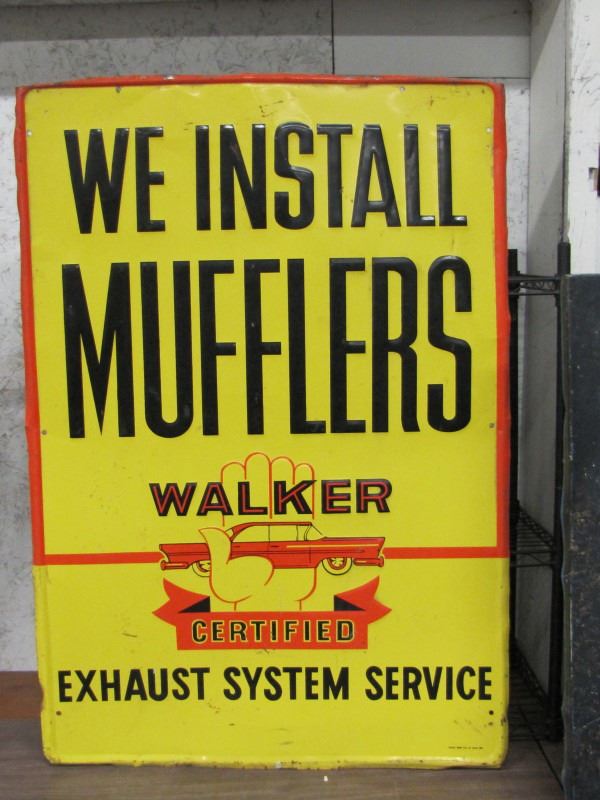 WE INSTALL
MUFFLERS
WALKER
CERTIFIED
EXHAUST SYSTEM SERVICE